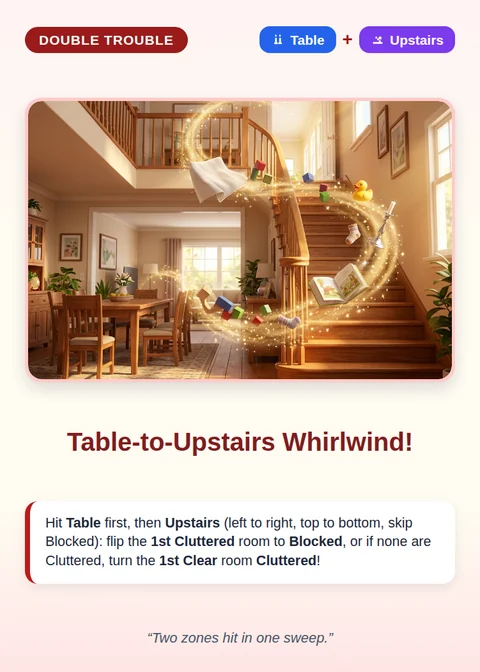 DOUBLE TROUBLE
Table + Upstairs
Table-to-Upstairs Whirlwind!
Hit Table first, then Upstairs (left to right, top to bottom, skip
Blocked): flip the 1st Cluttered room to Blocked, or if none are
Cluttered, turn the 1st Clear room Cluttered!
“Two zones hit in one sweep.”